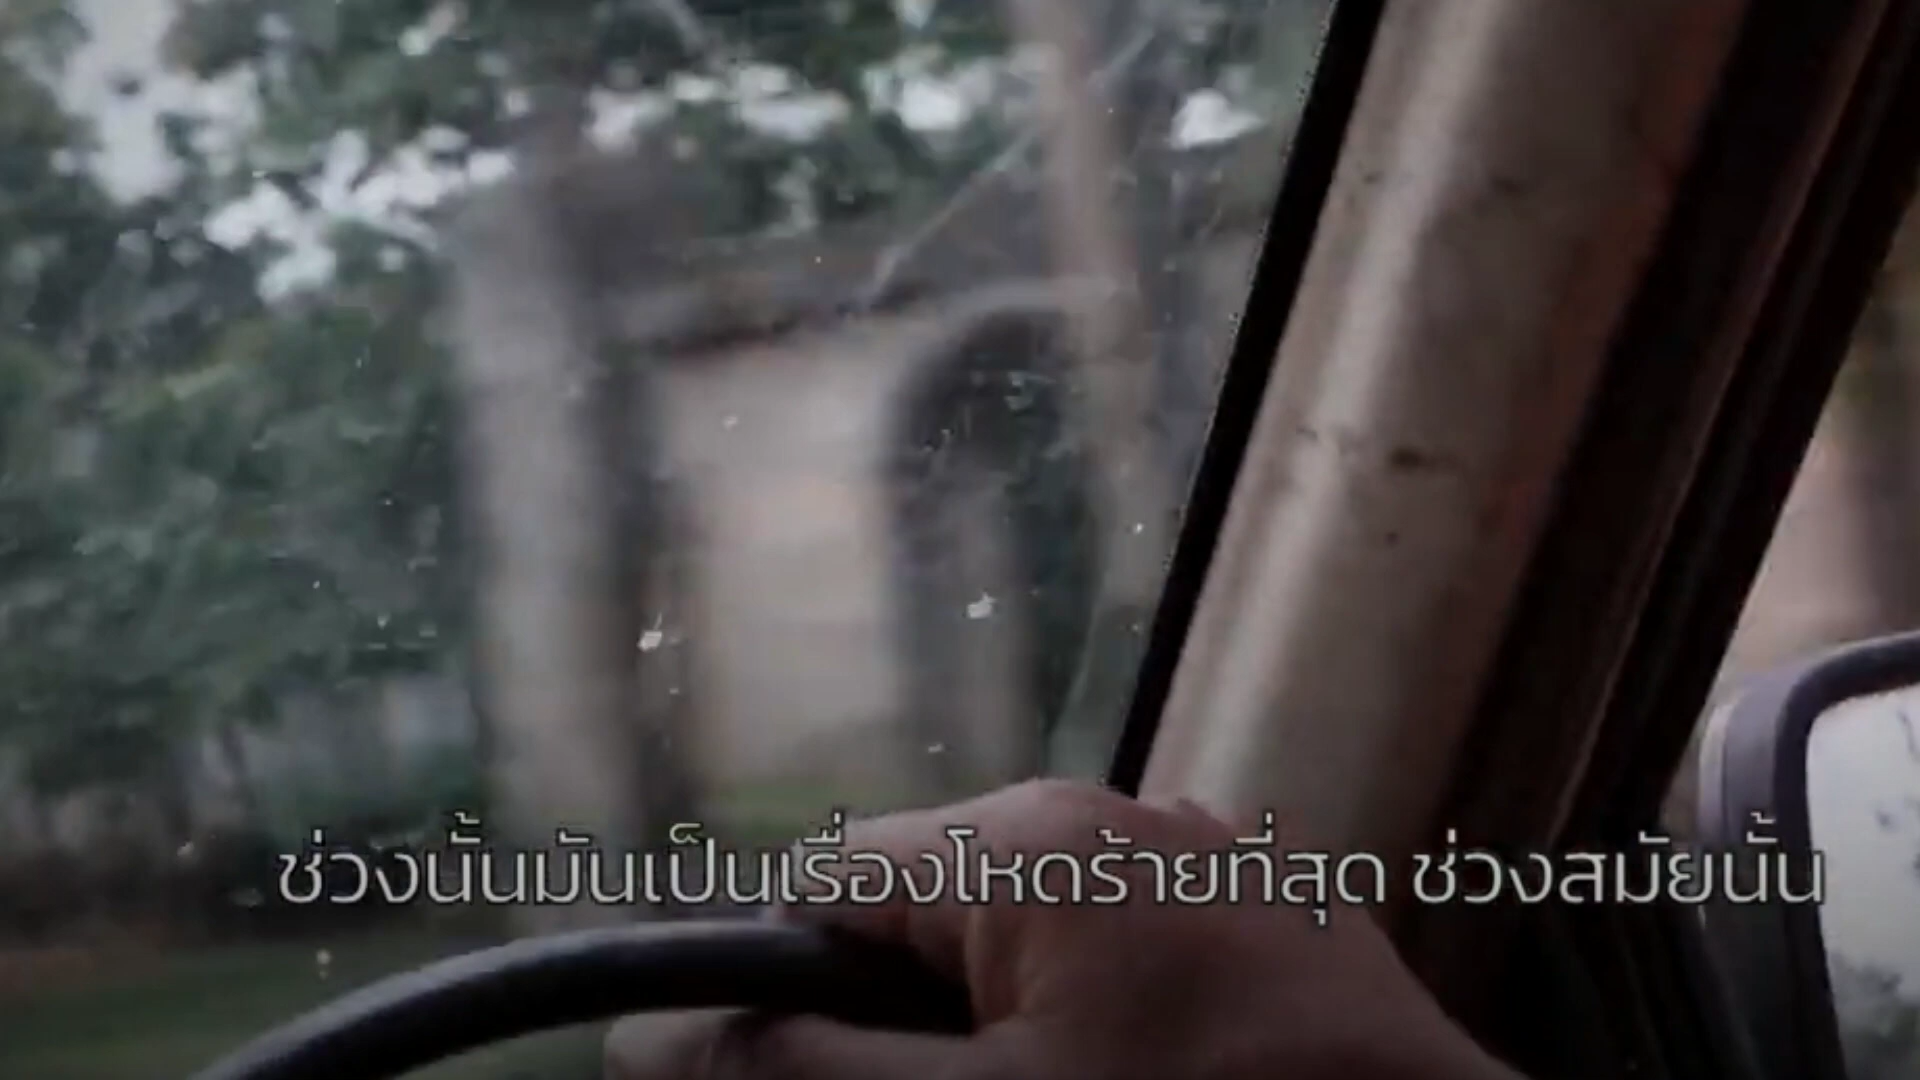 ช่วงนั้นมันเป็นเรื่องโหดร้ายที่สุด ช่วงสมัยนั้น